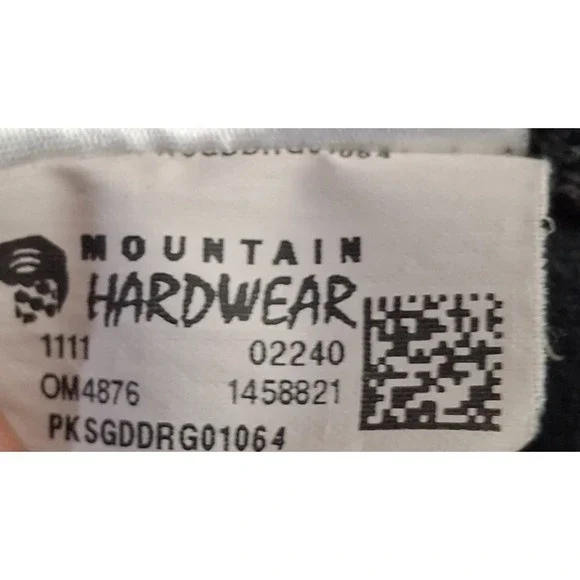 MOUNTAIN
HARDWEAR
1111 02240
OM4876 1458821
PKSGDDRG01064